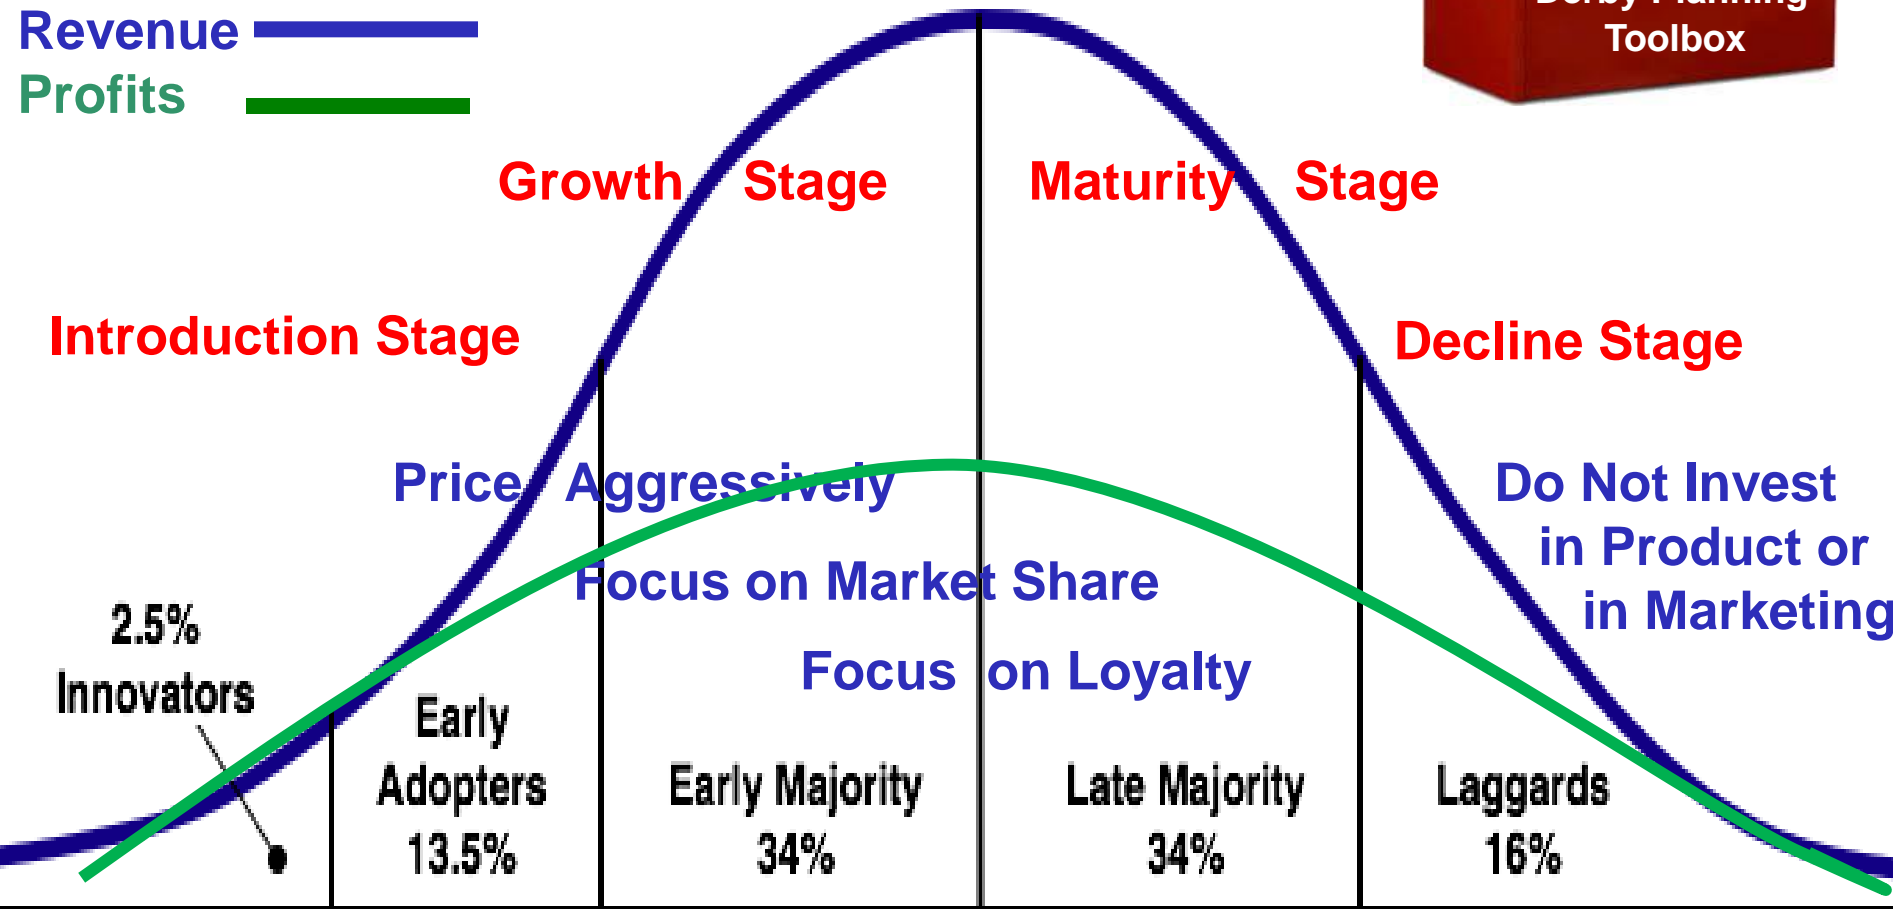 Revenue
Profits
Planning
Toolbox
Growth Stage
Maturity Stage
Introduction Stage
Decline Stage
Price Aggressively
Do Not Invest
in Product or
in Marketing
Focus on Market Share
Focus on Loyalty
2.5%
Innovators
Early
Adopters
13.5%
Early Majority
34%
Late Majority
34%
Laggards
16%